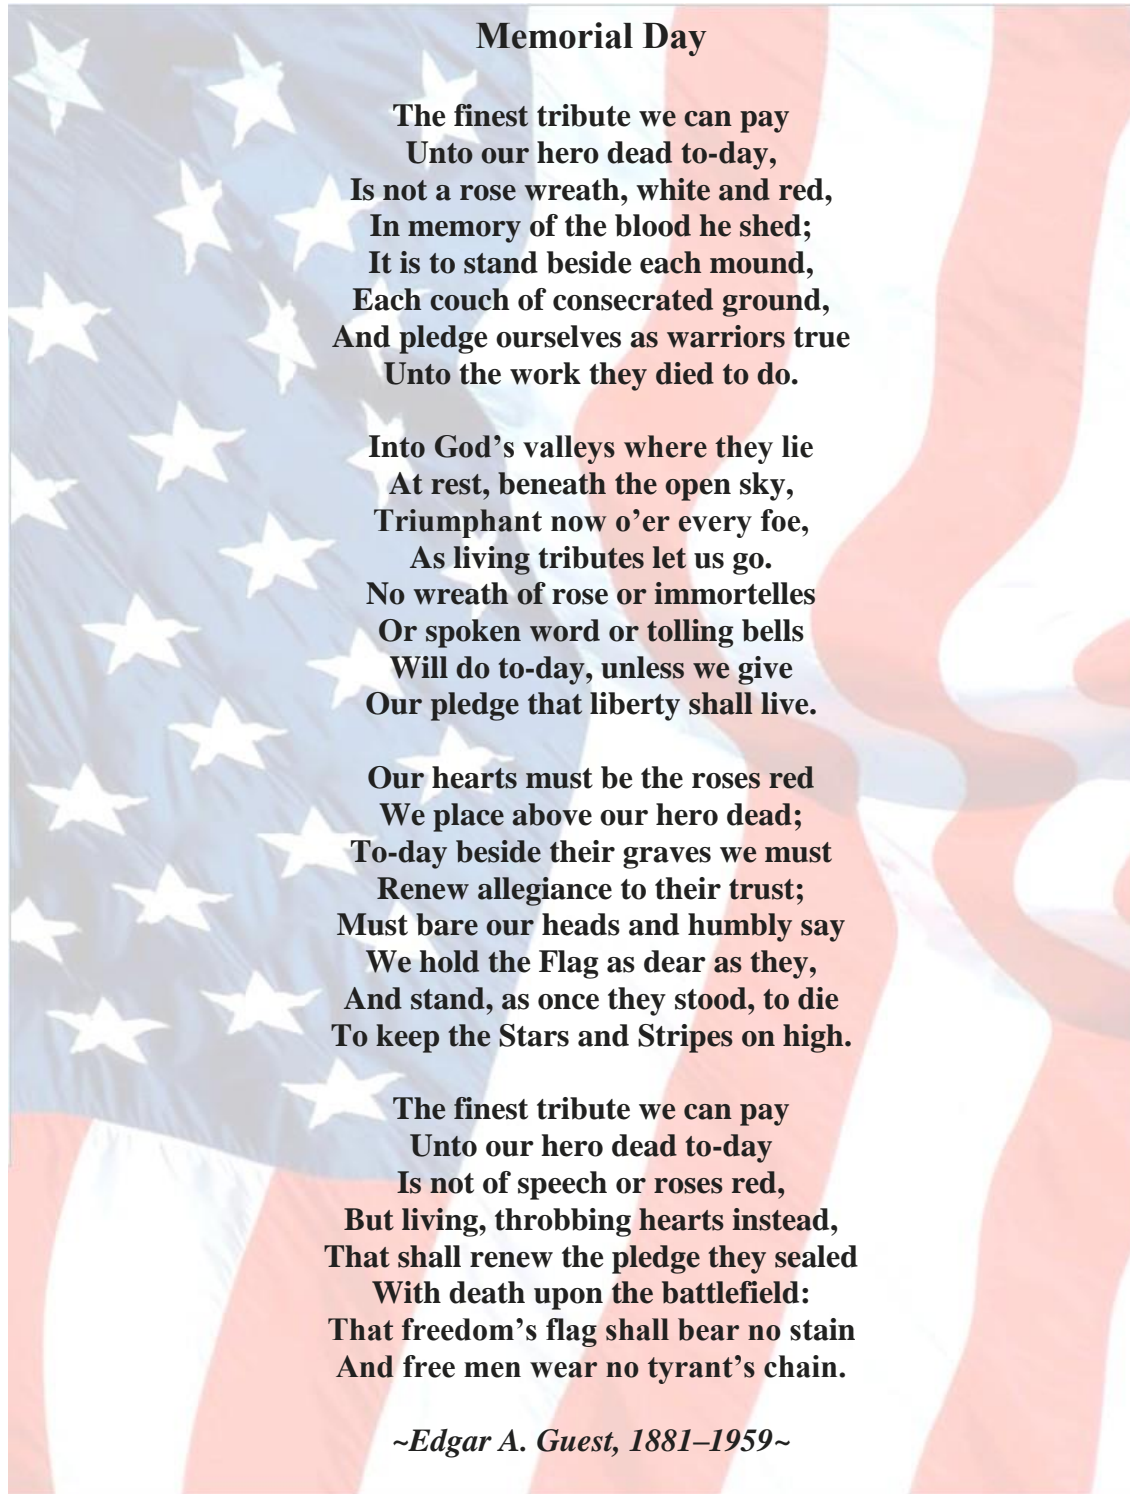 Memorial Day
The finest tribute we can pay
Unto our hero dead to-day,
Is not a rose wreath, white and red,
In memory of the blood he shed;
It is to stand beside each mound,
Each couch of consecrated ground,
And pledge ourselves as warriors true
Unto the work they died to do.
Into God’s valleys where they lie
At rest, beneath the open sky,
Triumphant now o’er every foe,
As living tributes let us go.
No wreath of rose or immortelles
Or spoken word or tolling bells
Will do to-day, unless we give
Our pledge that liberty shall live.
Our hearts must be the roses red
We place above our hero dead;
To-day beside their graves we must
Renew allegiance to their trust;
Must bare our heads and humbly say
We hold the Flag as dear as they,
And stand, as once they stood, to die
To keep the Stars and Stripes on high.
The finest tribute we can pay
Unto our hero dead to-day
Is not of speech or roses red,
But living, throbbing hearts instead,
That shall renew the pledge they sealed
With death upon the battlefield:
That freedom’s flag shall bear no stain
And free men wear no tyrant’s chain.
~Edgar A. Guest, 1881–1959~